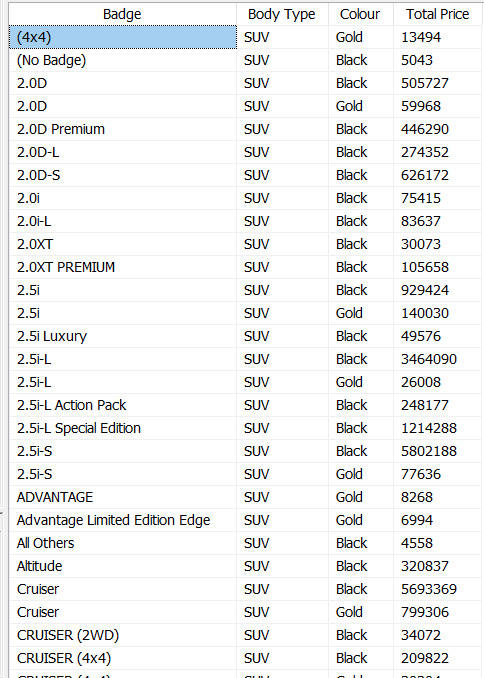 Badge Body Type Colour Total Price
(4x4) SUV Gold 13494
(No Badge) SUV Black 5043
2.0D SUV Black 505727
2.0D SUV Gold 59968
2.0D Premium SUV Black 446290
2.0D-L SUV Black 274352
2.0D-S SUV Black 626172
2.0i SUV Black 75415
2.0i-L SUV Black 83637
2.0XT SUV Black 30073
2.0XT PREMIUM SUV Black 105658
2.5i SUV Black 929424
2.5i SUV Gold 140030
2.5i Luxury SUV Black 49576
2.5i-L SUV Black 3464090
2.5i-L SUV Gold 26008
2.5i-L Action Pack SUV Black 248177
2.5i-L Special Edition SUV Black 1214288
2.5i-S SUV Black 5802188
2.5i-S SUV Gold 77636
ADVANTAGE SUV Gold 8268
Advantage Limited Edition Edge SUV Gold 6994
All Others SUV Black 4558
Altitude SUV Black 320837
Cruiser SUV Black 5693369
Cruiser SUV Gold 799306
CRUISER (2WD) SUV Black 34072
CRUISER (4x4) SUV Black 209822